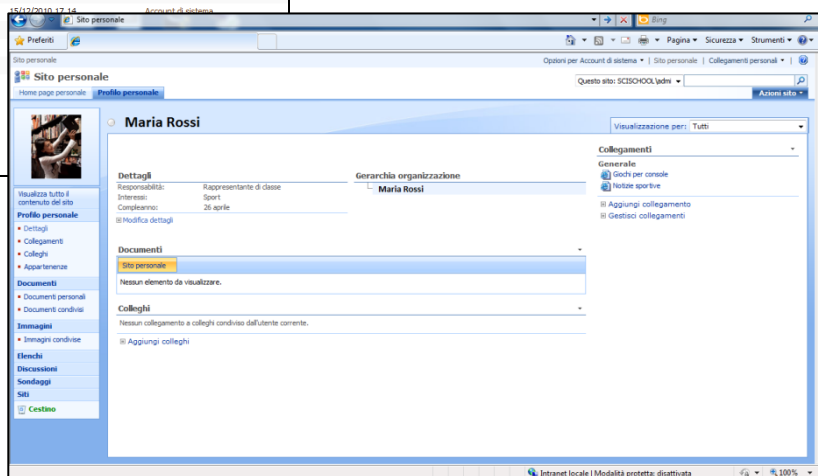 15/12/2010 17.14 Account di sistema
Sito personale
Bing
Preferiti
Pagina Sicurezza Strumenti
Sito personale
Opzioni per Account di sistema | Sito personale | Collegamenti personali |
Sito personale
Questo sito: SCISCHOOL\admi
Home page personale Profilo personale
Azioni sito
Maria Rossi
Visualizzazione per: Tutti
Visualizza tutto il
contenuto del sito
Profilo personale
Dettagli
Collegamenti
Colleghi
Appartenenze
Documenti
Documenti personali
Documenti condivisi
Immagini
Immagini condivise
Elenchi
Discussioni
Sondaggi
Siti
Cestino
Dettagli
Responsabilità: Rappresentante di classe
Interessi: Sport
Compleanno: 26 aprile
Modifica dettagli
Gerarchia organizzazione
Maria Rossi
Documenti
Sito personale
Nessun elemento da visualizzare.
Colleghi
Nessun collegamento a colleghi condiviso dall'utente corrente.
Aggiungi colleghi
Collegamenti
Generale
Giochi per console
Notizie sportive
Aggiungi collegamento
Gestisci collegamenti
Intranet locale | Modalità protetta: disattivata
100%